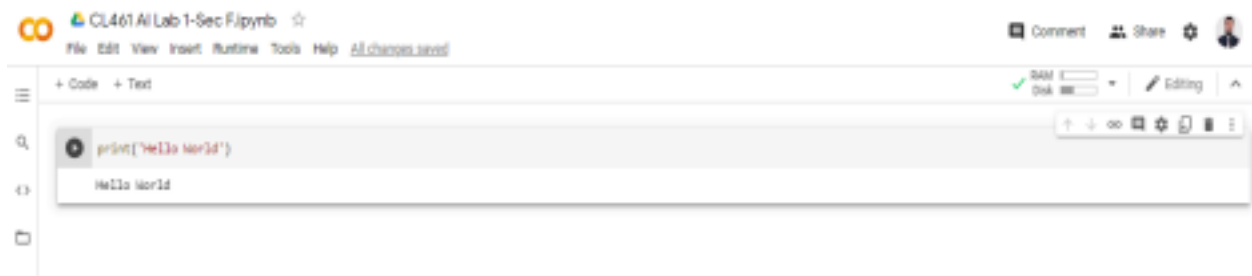 CL461 AI Lab 1-Sec F.ipynb
File Edit View Insert Runtime Tools Help All changes saved
Comment Share
+ Code + Text
RAM
Disk
Editing
print('Hello World')
Hello World